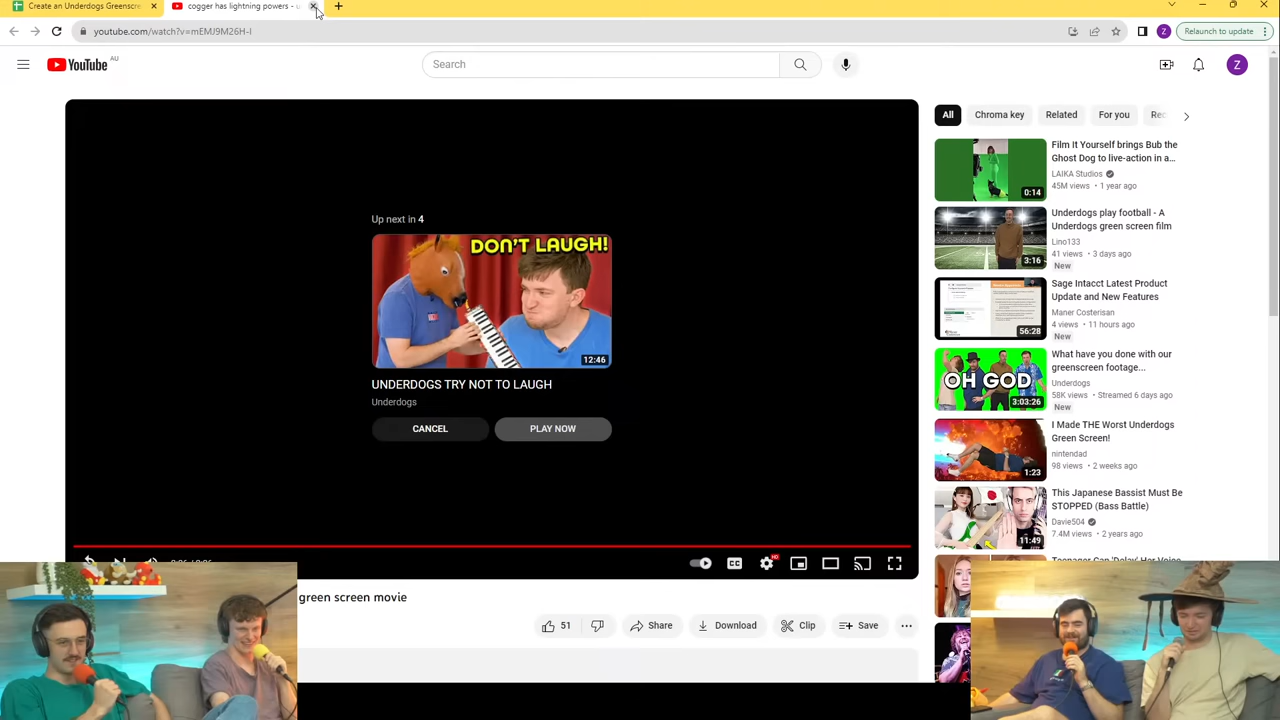 Create an Underdogs Greenscre
cogger has lightning powers - u
youtube.com/watch?v=mEMJ9M26H-I
Relaunch to update
YouTube
AU
Search
Z
Z
Up next in 4
DON'T LAUGH!
12:46
UNDERDOGS TRY NOT TO LAUGH
Underdogs
CANCEL
PLAY NOW
HD
green screen movie
51
Share
Download
Clip
Save
All
Chroma key
Related
For you
Rec
Film It Yourself brings Bub the
Ghost Dog to live-action in a...
LAIKA Studios
45M views • 1 year ago
0:14
Underdogs play football - A
Underdogs green screen film
Lino133
41 views • 3 days ago
New
3:16
Sage Intacct Latest Product
Update and New Features
Maner Costerisan
4 views • 11 hours ago
New
56:28
What have you done with our
greenscreen footage...
Underdogs
58K views • Streamed 6 days ago
New
OH GOD
3:03:26
I Made THE Worst Underdogs
Green Screen!
nintendad
98 views • 2 weeks ago
1:23
This Japanese Bassist Must Be
STOPPED (Bass Battle)
Davie504
7.4M views • 2 years ago
11:49
Teenager Can 'Delay' Her Voice